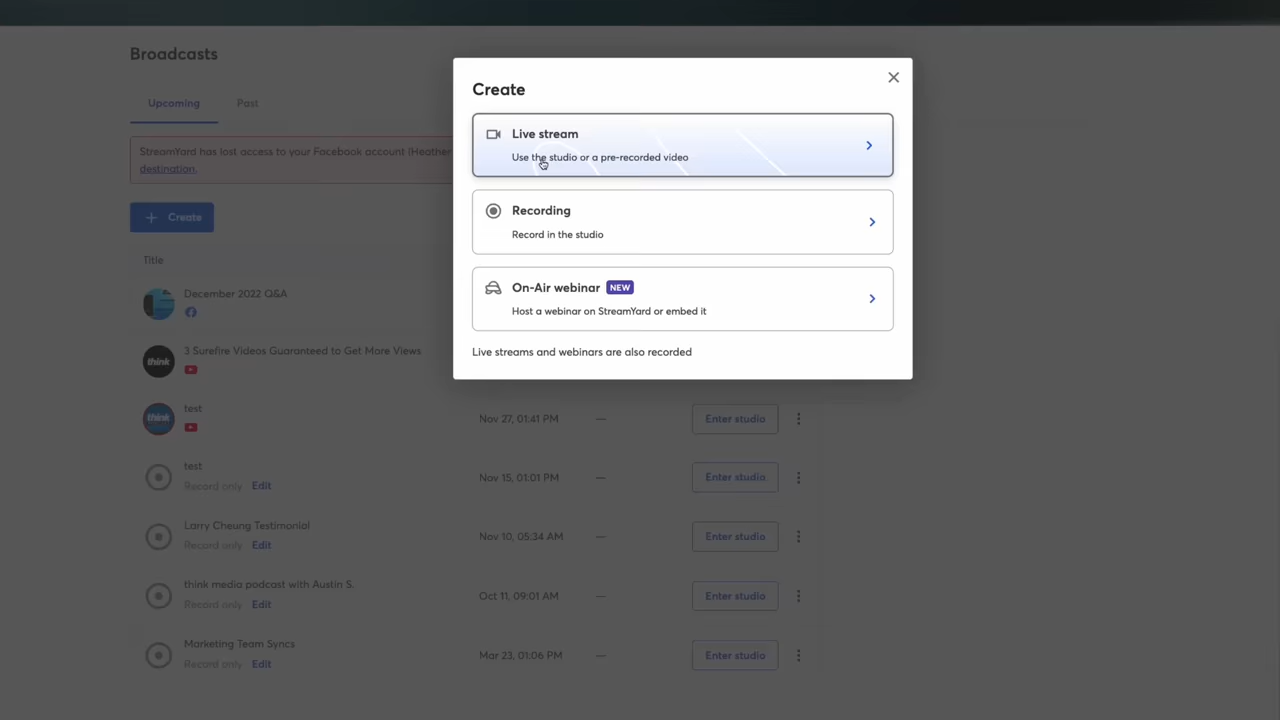 Broadcasts
Upcoming
Past
StreamYard has lost access to your Facebook account (Heather
destination.
Create
Title
December 2022 Q&A
think
3 Surefire Videos Guaranteed to Get More Views
think
test
Nov 27, 01:41 PM
—
Enter studio
test
Record only
Edit
Nov 15, 01:01 PM
—
Enter studio
Larry Cheung Testimonial
Record only
Edit
Nov 10, 05:34 AM
—
Enter studio
think media podcast with Austin S.
Record only
Edit
Oct 11, 09:01 AM
—
Enter studio
Marketing Team Syncs
Record only
Edit
Mar 23, 01:06 PM
—
Enter studio
Create
Live stream
Use the studio or a pre-recorded video
Recording
Record in the studio
On-Air webinar NEW
Host a webinar on StreamYard or embed it
Live streams and webinars are also recorded